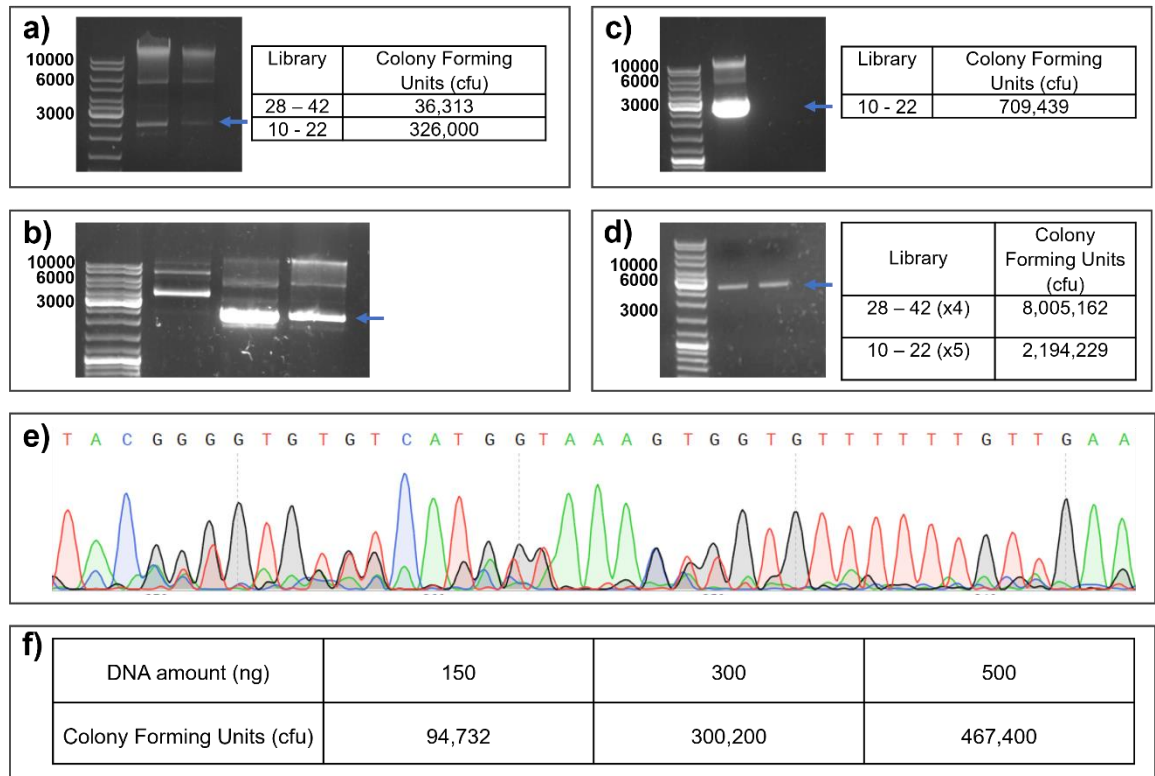 a)
10000
6000
3000
Library	Colony Forming
Units (cfu)
28 – 42	36,313
10 - 22	326,000
c)
10000
6000
3000
Library	Colony Forming
Units (cfu)
10 - 22	709,439
b)
10000
6000
3000
d)
10000
6000
3000
Library	Colony
Forming Units
(cfu)
28 – 42 (x4)	8,005,162
10 – 22 (x5)	2,194,229
e)
T A C G G G G T G T G T C A T G G T A A A G T G G T G T T T T T T G T T G A A
f)
DNA amount (ng)	150	300	500
Colony Forming Units (cfu)	94,732	300,200	467,400